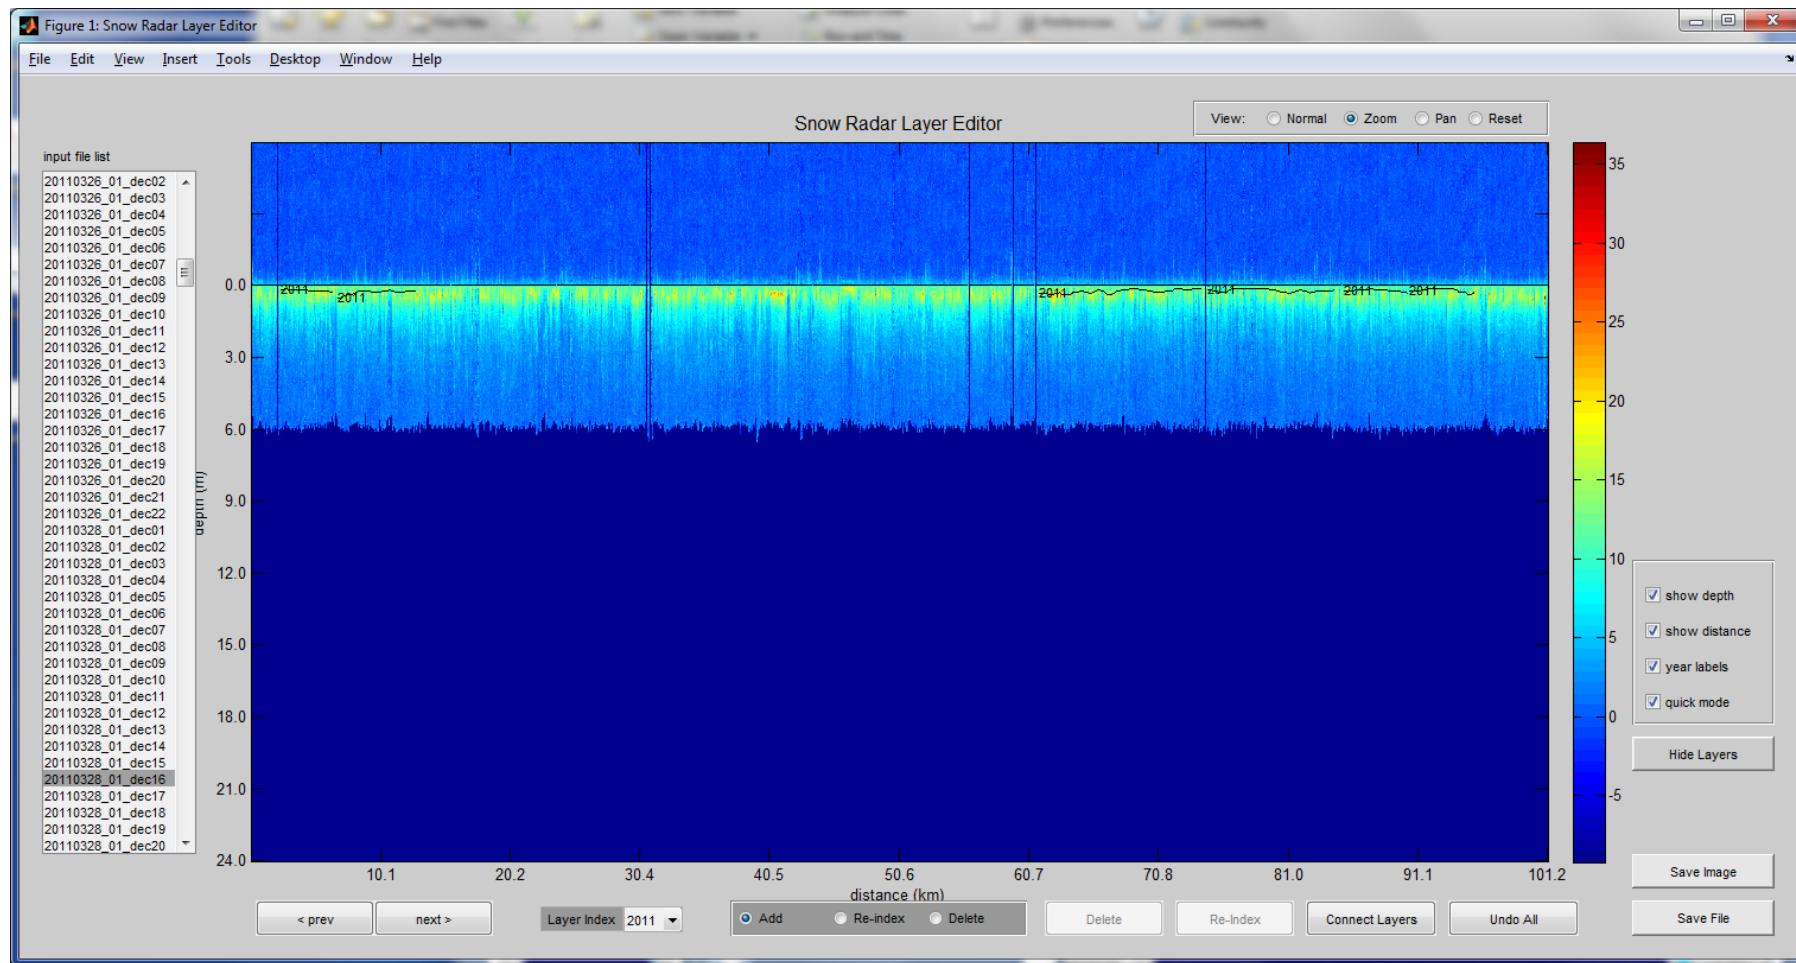 Figure 1: Snow Radar Layer Editor
File Edit View Insert Tools Desktop Window Help
Snow Radar Layer Editor
View: Normal Zoom Pan Reset
input file list
20110326_01_dec02
20110326_01_dec03
20110326_01_dec04
20110326_01_dec05
20110326_01_dec06
20110326_01_dec07
20110326_01_dec08
20110326_01_dec09
20110326_01_dec10
20110326_01_dec11
20110326_01_dec12
20110326_01_dec13
20110326_01_dec14
20110326_01_dec15
20110326_01_dec16
20110326_01_dec17
20110326_01_dec18
20110326_01_dec19
20110326_01_dec20
20110326_01_dec21
20110326_01_dec22
20110328_01_dec01
20110328_01_dec02
20110328_01_dec03
20110328_01_dec04
20110328_01_dec05
20110328_01_dec06
20110328_01_dec07
20110328_01_dec08
20110328_01_dec09
20110328_01_dec10
20110328_01_dec11
20110328_01_dec12
20110328_01_dec13
20110328_01_dec14
20110328_01_dec15
20110328_01_dec16
20110328_01_dec17
20110328_01_dec18
20110328_01_dec19
20110328_01_dec20
depth (m)
0.0
3.0
6.0
9.0
12.0
15.0
18.0
21.0
24.0
2011 2011 2011 2011 2011 2011
10.1 20.2 30.4 40.5 50.6 60.7 70.8 81.0 91.1 101.2
distance (km)
35
30
25
20
15
10
5
0
-5
show depth
show distance
year labels
quick mode
Hide Layers
Save Image
Save File
< prev next > Layer Index 2011 Add Re-index Delete Delete Re-Index Connect Layers Undo All